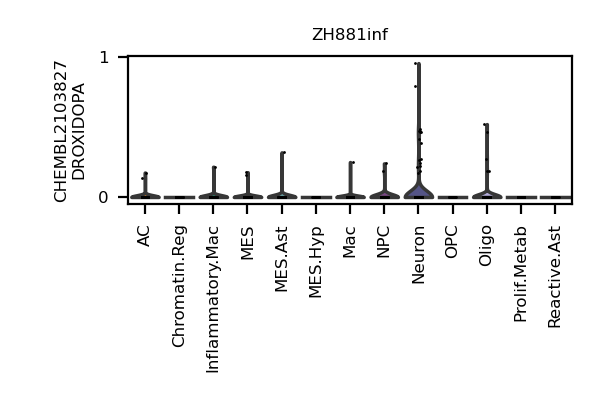 ZH881inf
CHEMBL2103827
DROXIDOPA
1
0
AC
Chromatin.Reg
Inflammatory.Mac
MES
MES.Ast
MES.Hyp
Mac
NPC
Neuron
OPC
Oligo
Prolif.Metab
Reactive.Ast